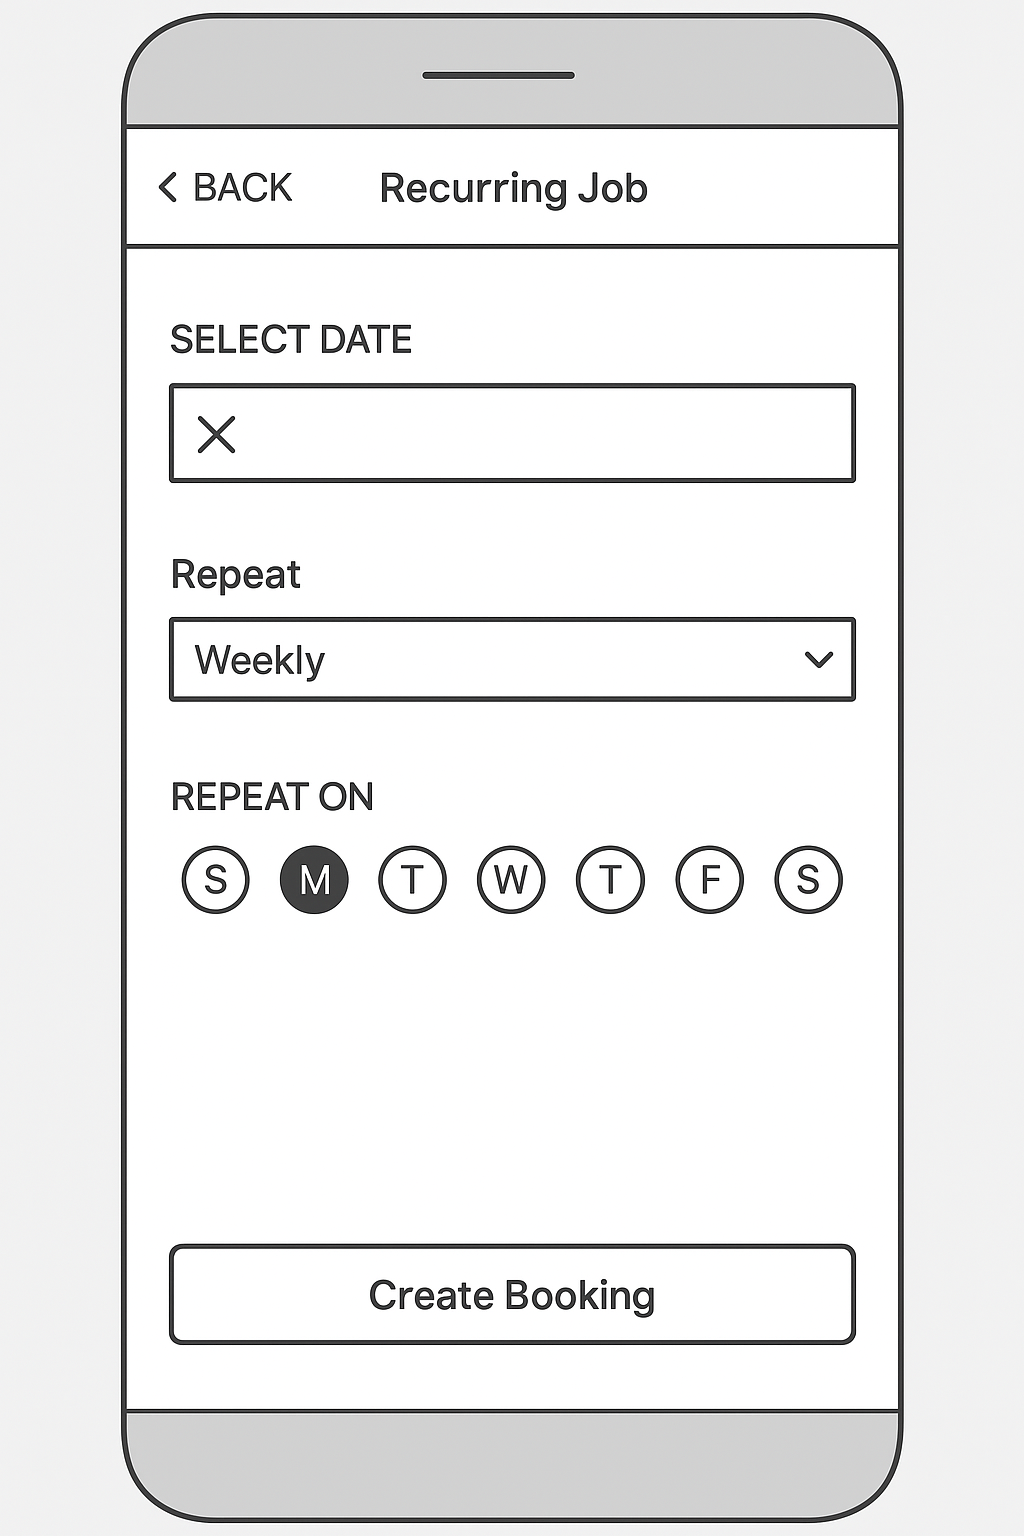 BACK
Recurring Job
SELECT DATE
Repeat
Weekly
REPEAT ON
S M T W T F S
Create Booking